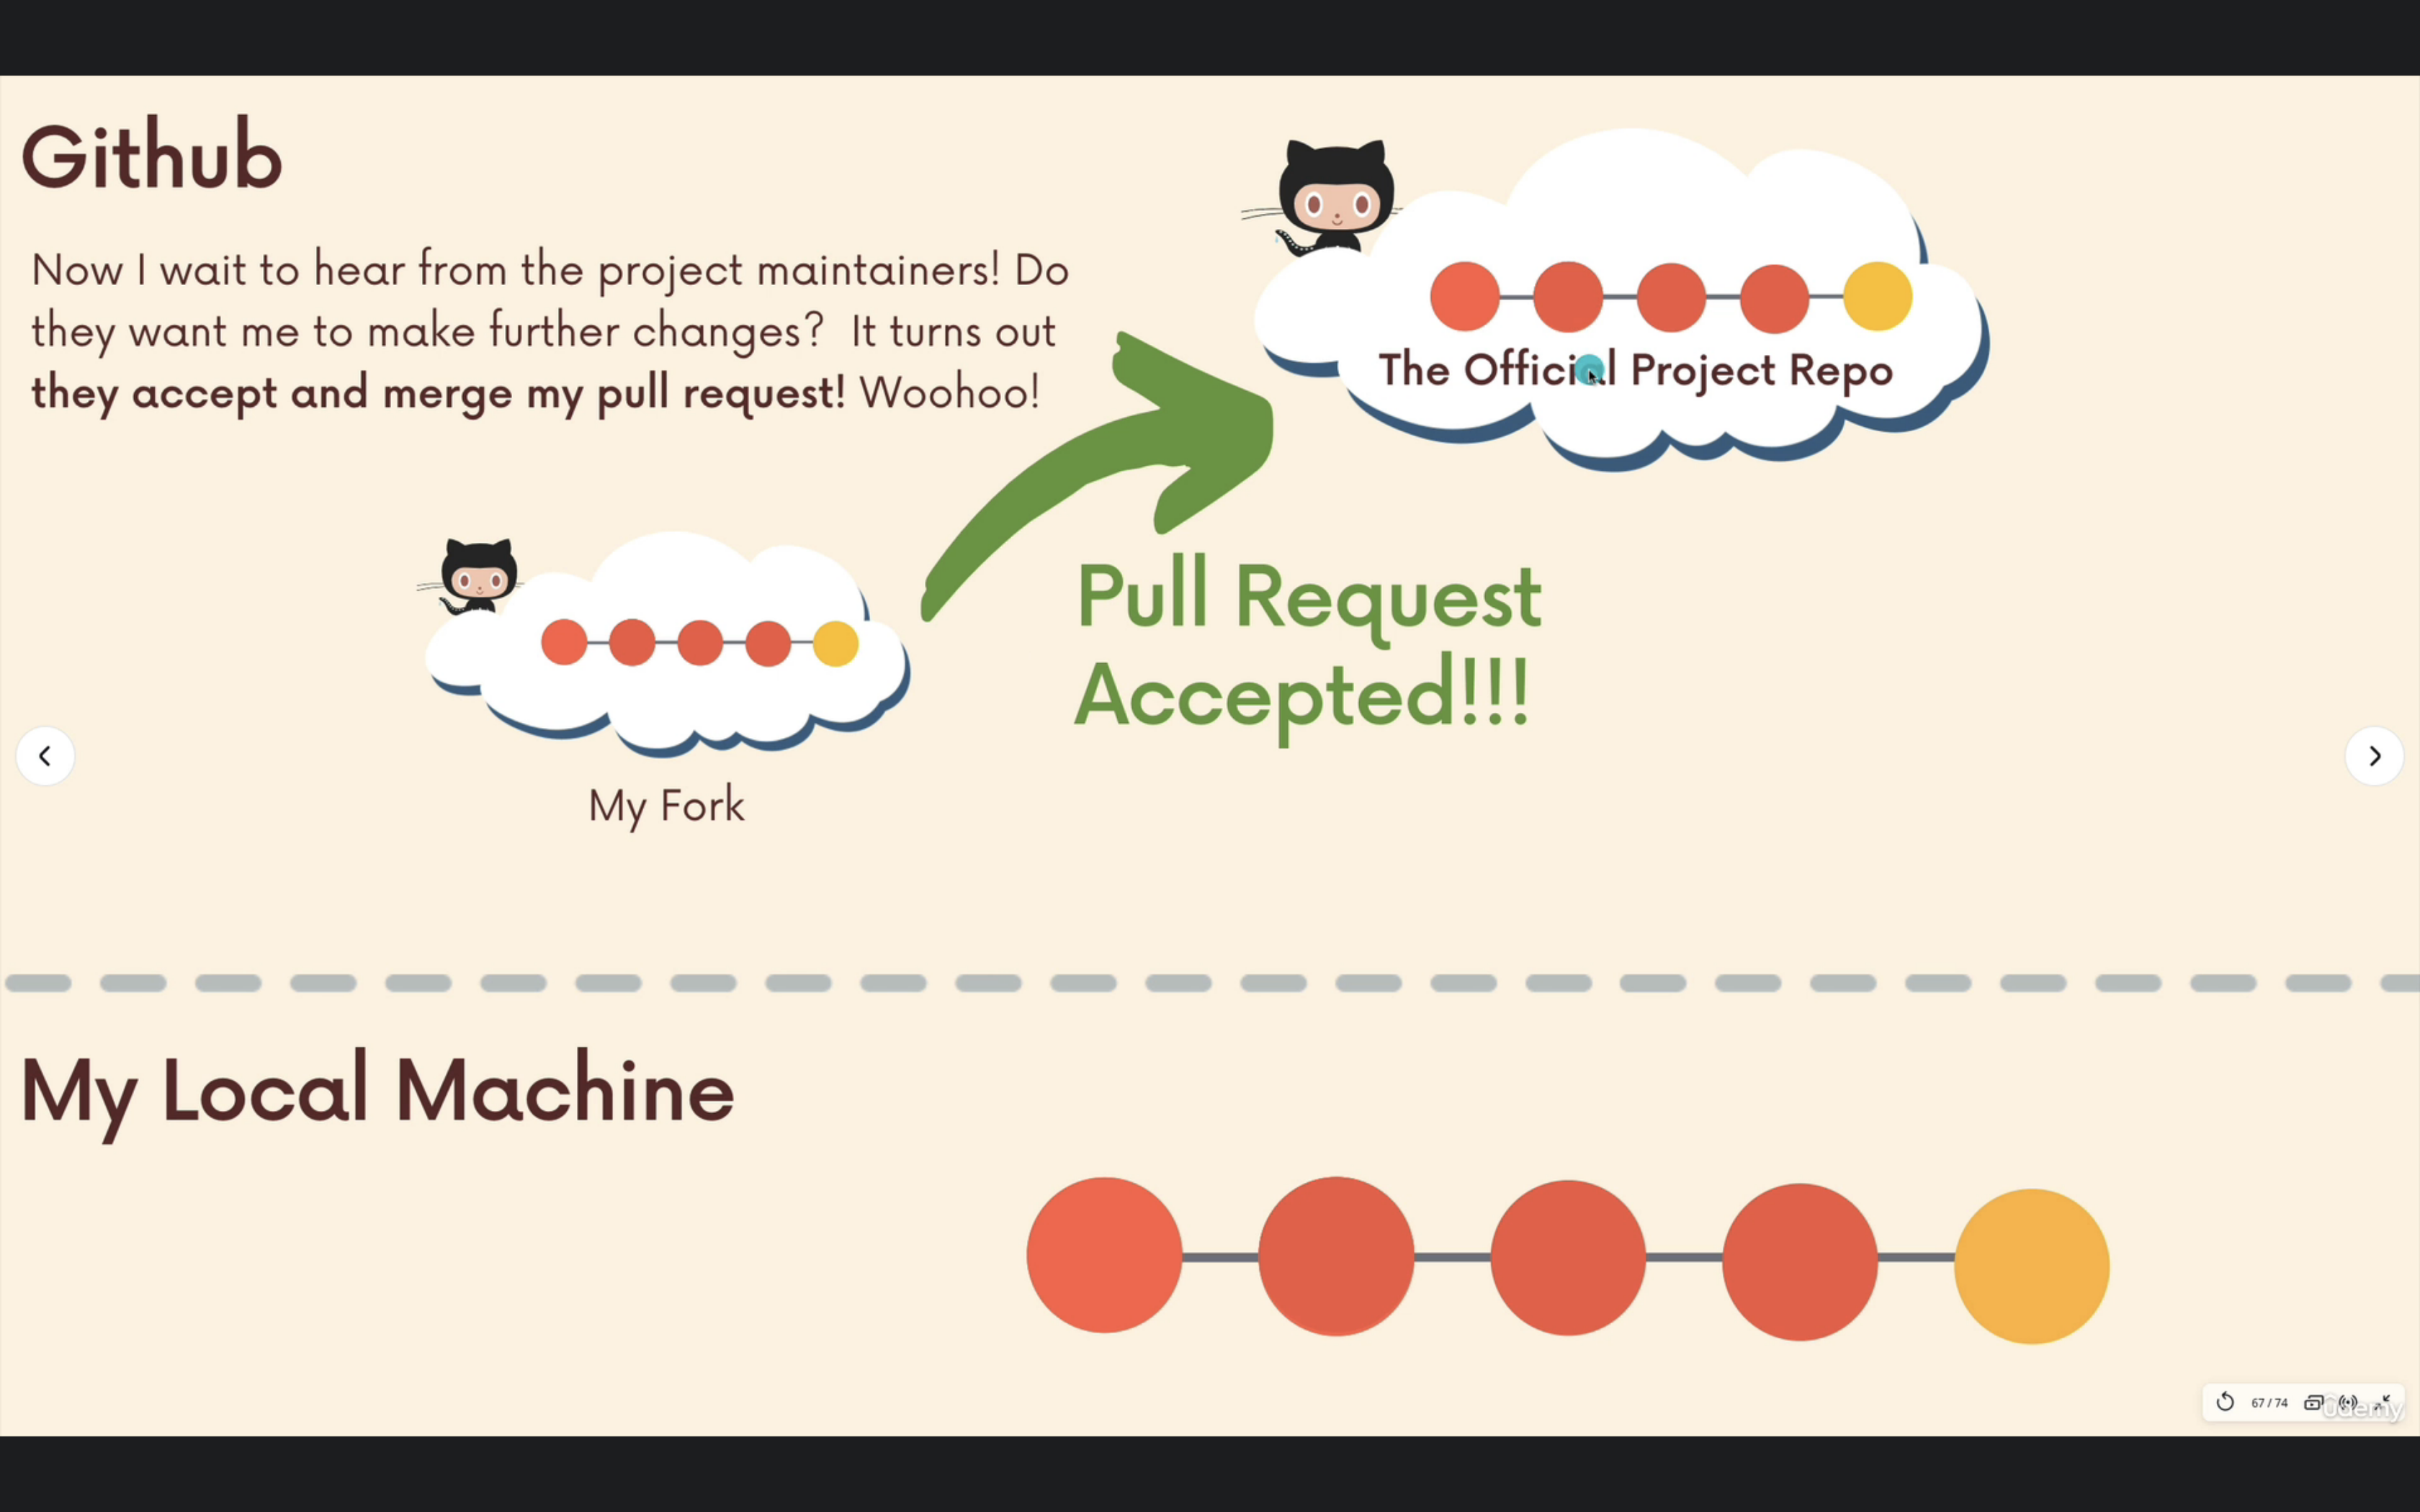 Github
Now I wait to hear from the project maintainers! Do
they want me to make further changes?  It turns out
they accept and merge my pull request! Woohoo!
The Official Project Repo
Pull Request
Accepted!!!
My Fork
My Local Machine
67 / 74
Udemy